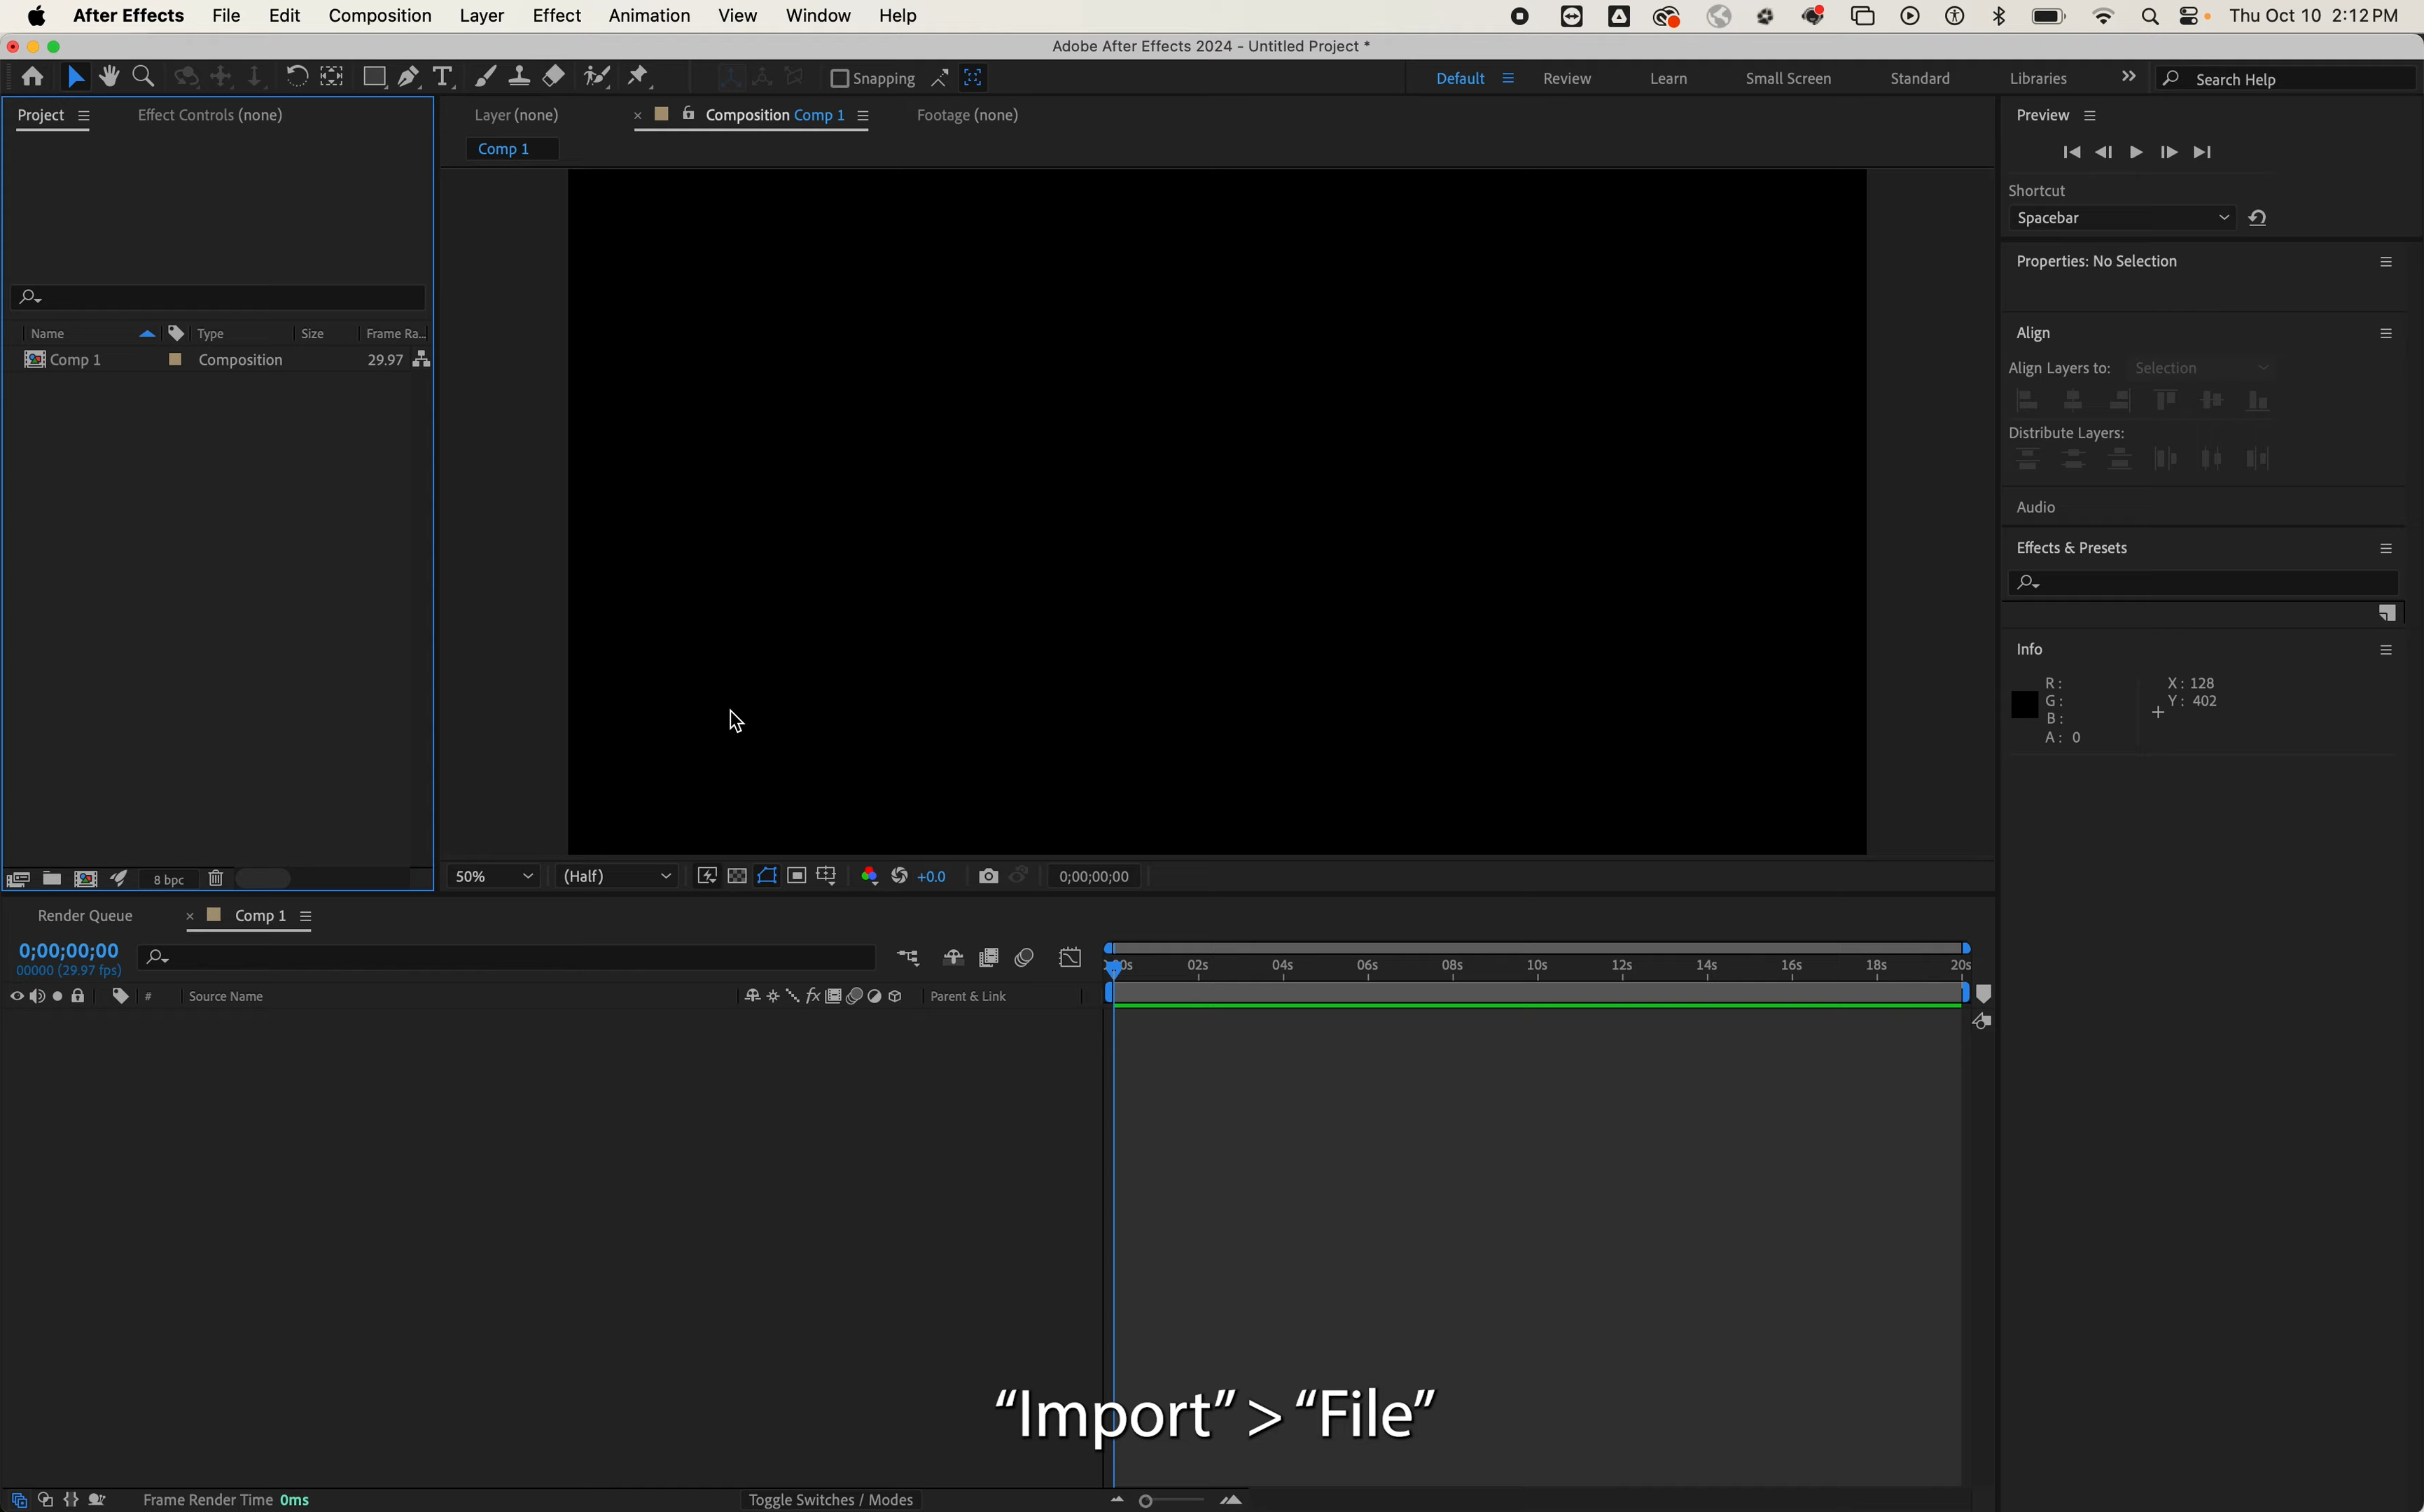 After Effects File Edit Composition Layer Effect Animation View Window Help Thu Oct 10 2:12 PM
Adobe After Effects 2024 - Untitled Project *
Snapping Default Review Learn Small Screen Standard Libraries Search Help
Project Effect Controls (none) Layer (none) Composition Comp 1 Footage (none) Preview
Comp 1
Shortcut
Spacebar
Properties: No Selection
Name Type Size Frame Ra... Align
Comp 1 Composition 29.97
Align Layers to: Selection
Distribute Layers:
Audio
Effects & Presets
Info
R: X: 128
G: Y: 402
B:
A: 0
8 bpc 50% (Half) +0.0 0;00;00;00
Render Queue Comp 1
0;00;00;00
00000 (29.97 fps)
02s 04s 06s 08s 10s 12s 14s 16s 18s 20s
# Source Name fx Parent & Link
“Import” > “File”
Frame Render Time 0ms Toggle Switches / Modes